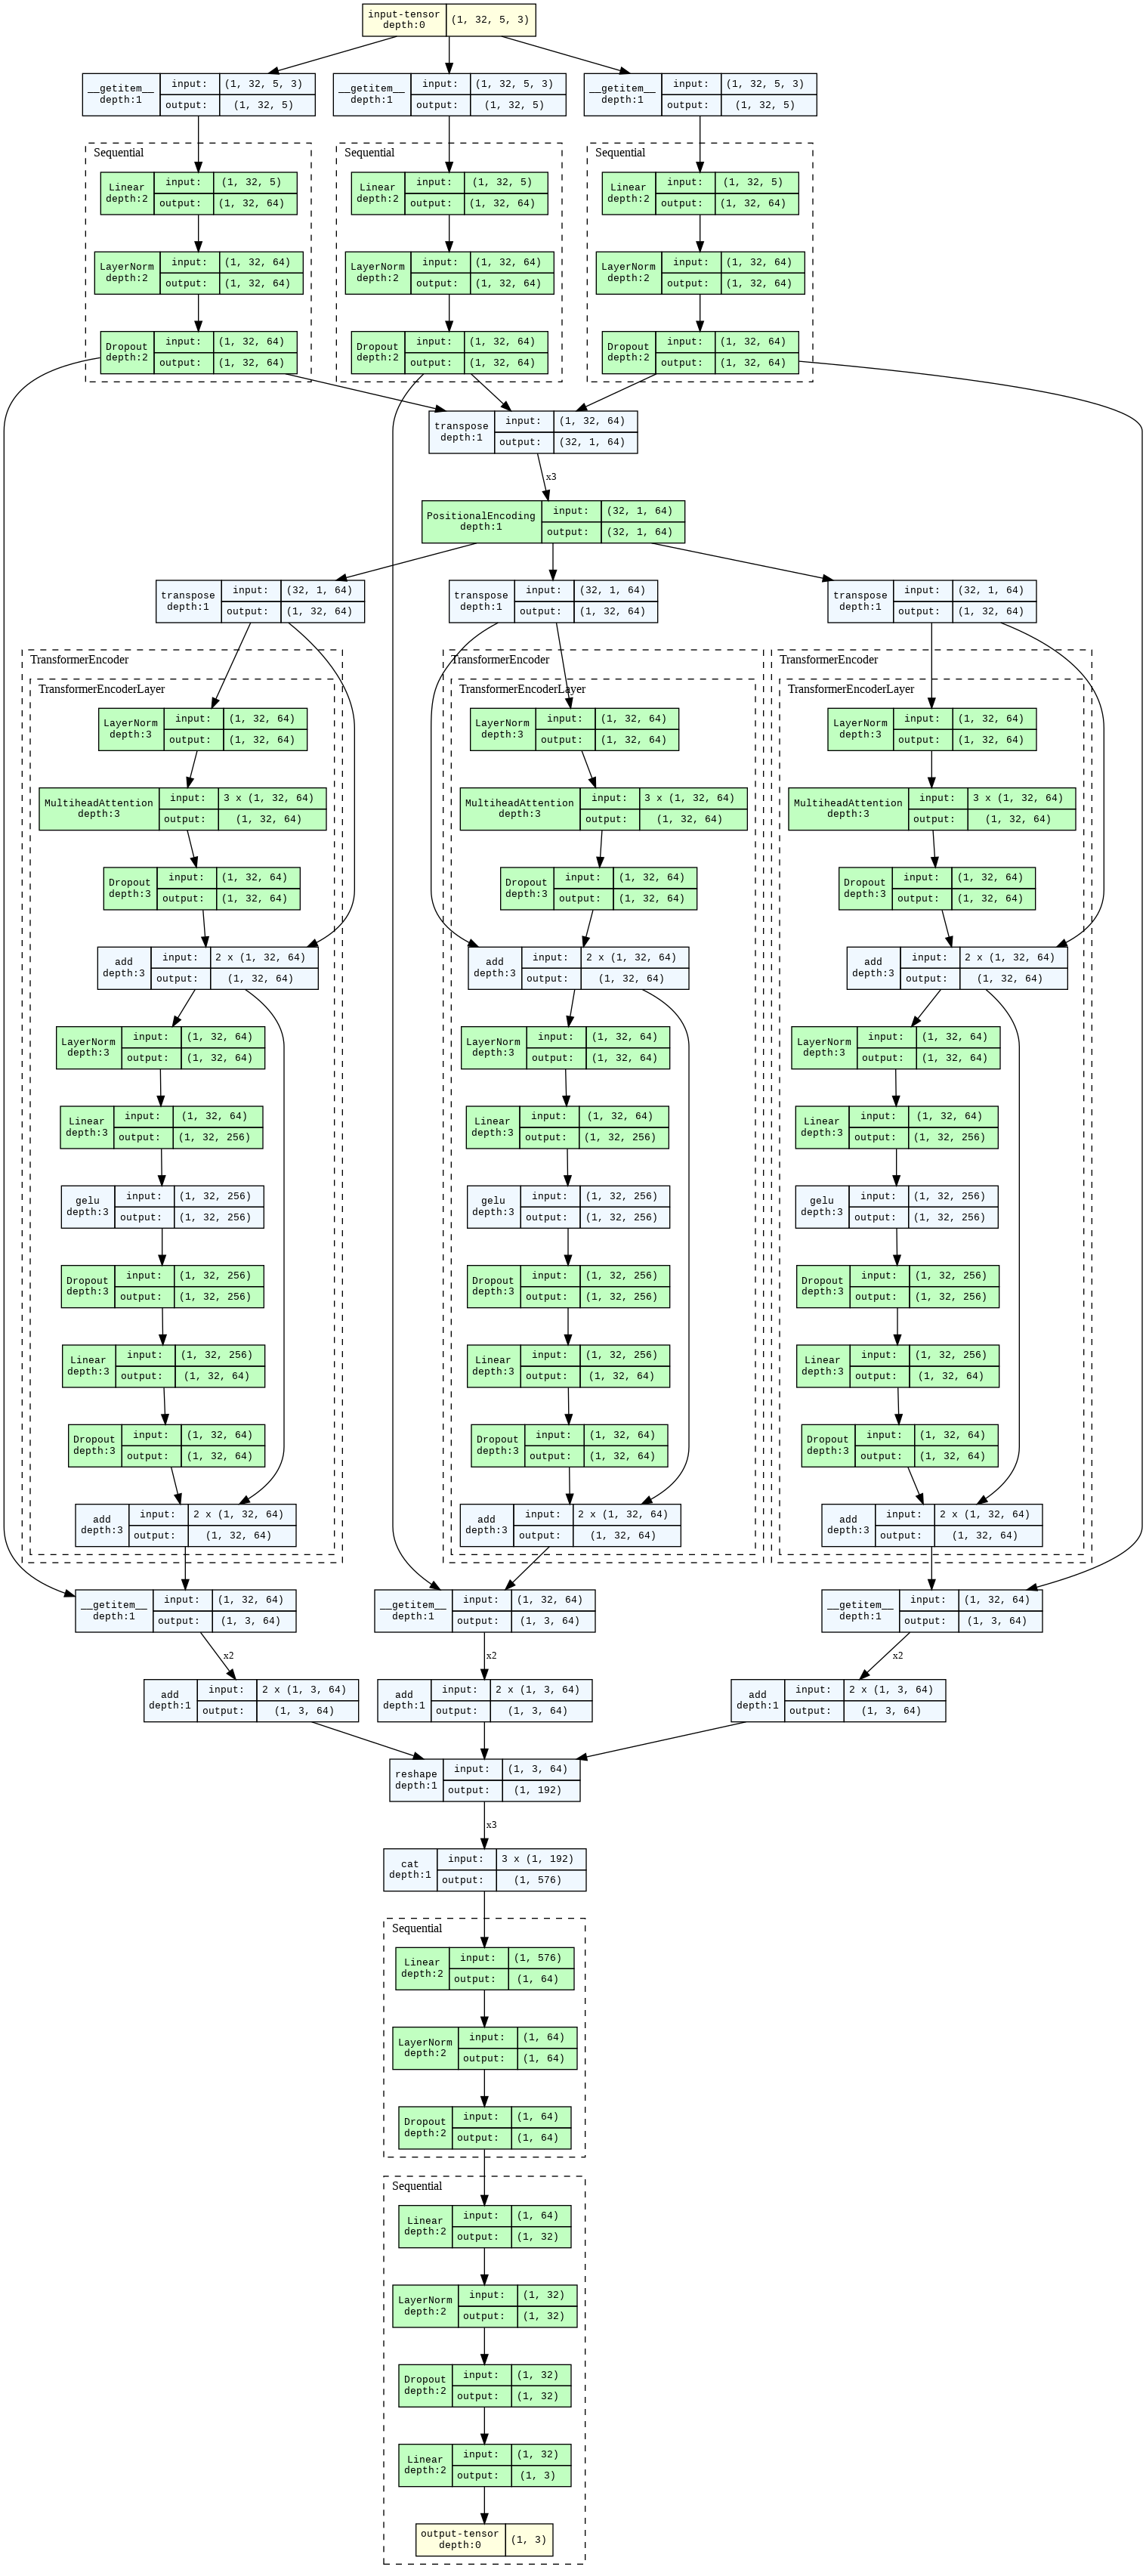 input-tensor
depth:0
(1, 32, 5, 3)
__getitem__
depth:1
input:
(1, 32, 5, 3)
output:
(1, 32, 5)
__getitem__
depth:1
input:
(1, 32, 5, 3)
output:
(1, 32, 5)
__getitem__
depth:1
input:
(1, 32, 5, 3)
output:
(1, 32, 5)
Sequential
Linear
depth:2
input:
(1, 32, 5)
output:
(1, 32, 64)
LayerNorm
depth:2
input:
(1, 32, 64)
output:
(1, 32, 64)
Dropout
depth:2
input:
(1, 32, 64)
output:
(1, 32, 64)
Sequential
Linear
depth:2
input:
(1, 32, 5)
output:
(1, 32, 64)
LayerNorm
depth:2
input:
(1, 32, 64)
output:
(1, 32, 64)
Dropout
depth:2
input:
(1, 32, 64)
output:
(1, 32, 64)
Sequential
Linear
depth:2
input:
(1, 32, 5)
output:
(1, 32, 64)
LayerNorm
depth:2
input:
(1, 32, 64)
output:
(1, 32, 64)
Dropout
depth:2
input:
(1, 32, 64)
output:
(1, 32, 64)
transpose
depth:1
input:
(1, 32, 64)
output:
(32, 1, 64)
x3
PositionalEncoding
depth:1
input:
(32, 1, 64)
output:
(32, 1, 64)
transpose
depth:1
input:
(32, 1, 64)
output:
(1, 32, 64)
transpose
depth:1
input:
(32, 1, 64)
output:
(1, 32, 64)
transpose
depth:1
input:
(32, 1, 64)
output:
(1, 32, 64)
TransformerEncoder
TransformerEncoderLayer
LayerNorm
depth:3
input:
(1, 32, 64)
output:
(1, 32, 64)
MultiheadAttention
depth:3
input:
3 x (1, 32, 64)
output:
(1, 32, 64)
Dropout
depth:3
input:
(1, 32, 64)
output:
(1, 32, 64)
add
depth:3
input:
2 x (1, 32, 64)
output:
(1, 32, 64)
LayerNorm
depth:3
input:
(1, 32, 64)
output:
(1, 32, 64)
Linear
depth:3
input:
(1, 32, 64)
output:
(1, 32, 256)
gelu
depth:3
input:
(1, 32, 256)
output:
(1, 32, 256)
Dropout
depth:3
input:
(1, 32, 256)
output:
(1, 32, 256)
Linear
depth:3
input:
(1, 32, 256)
output:
(1, 32, 64)
Dropout
depth:3
input:
(1, 32, 64)
output:
(1, 32, 64)
add
depth:3
input:
2 x (1, 32, 64)
output:
(1, 32, 64)
TransformerEncoder
TransformerEncoderLayer
LayerNorm
depth:3
input:
(1, 32, 64)
output:
(1, 32, 64)
MultiheadAttention
depth:3
input:
3 x (1, 32, 64)
output:
(1, 32, 64)
Dropout
depth:3
input:
(1, 32, 64)
output:
(1, 32, 64)
add
depth:3
input:
2 x (1, 32, 64)
output:
(1, 32, 64)
LayerNorm
depth:3
input:
(1, 32, 64)
output:
(1, 32, 64)
Linear
depth:3
input:
(1, 32, 64)
output:
(1, 32, 256)
gelu
depth:3
input:
(1, 32, 256)
output:
(1, 32, 256)
Dropout
depth:3
input:
(1, 32, 256)
output:
(1, 32, 256)
Linear
depth:3
input:
(1, 32, 256)
output:
(1, 32, 64)
Dropout
depth:3
input:
(1, 32, 64)
output:
(1, 32, 64)
add
depth:3
input:
2 x (1, 32, 64)
output:
(1, 32, 64)
TransformerEncoder
TransformerEncoderLayer
LayerNorm
depth:3
input:
(1, 32, 64)
output:
(1, 32, 64)
MultiheadAttention
depth:3
input:
3 x (1, 32, 64)
output:
(1, 32, 64)
Dropout
depth:3
input:
(1, 32, 64)
output:
(1, 32, 64)
add
depth:3
input:
2 x (1, 32, 64)
output:
(1, 32, 64)
LayerNorm
depth:3
input:
(1, 32, 64)
output:
(1, 32, 64)
Linear
depth:3
input:
(1, 32, 64)
output:
(1, 32, 256)
gelu
depth:3
input:
(1, 32, 256)
output:
(1, 32, 256)
Dropout
depth:3
input:
(1, 32, 256)
output:
(1, 32, 256)
Linear
depth:3
input:
(1, 32, 256)
output:
(1, 32, 64)
Dropout
depth:3
input:
(1, 32, 64)
output:
(1, 32, 64)
add
depth:3
input:
2 x (1, 32, 64)
output:
(1, 32, 64)
__getitem__
depth:1
input:
(1, 32, 64)
output:
(1, 3, 64)
__getitem__
depth:1
input:
(1, 32, 64)
output:
(1, 3, 64)
__getitem__
depth:1
input:
(1, 32, 64)
output:
(1, 3, 64)
x2
x2
x2
add
depth:1
input:
2 x (1, 3, 64)
output:
(1, 3, 64)
add
depth:1
input:
2 x (1, 3, 64)
output:
(1, 3, 64)
add
depth:1
input:
2 x (1, 3, 64)
output:
(1, 3, 64)
reshape
depth:1
input:
(1, 3, 64)
output:
(1, 192)
x3
cat
depth:1
input:
3 x (1, 192)
output:
(1, 576)
Sequential
Linear
depth:2
input:
(1, 576)
output:
(1, 64)
LayerNorm
depth:2
input:
(1, 64)
output:
(1, 64)
Dropout
depth:2
input:
(1, 64)
output:
(1, 64)
Sequential
Linear
depth:2
input:
(1, 64)
output:
(1, 32)
LayerNorm
depth:2
input:
(1, 32)
output:
(1, 32)
Dropout
depth:2
input:
(1, 32)
output:
(1, 32)
Linear
depth:2
input:
(1, 32)
output:
(1, 3)
output-tensor
depth:0
(1, 3)